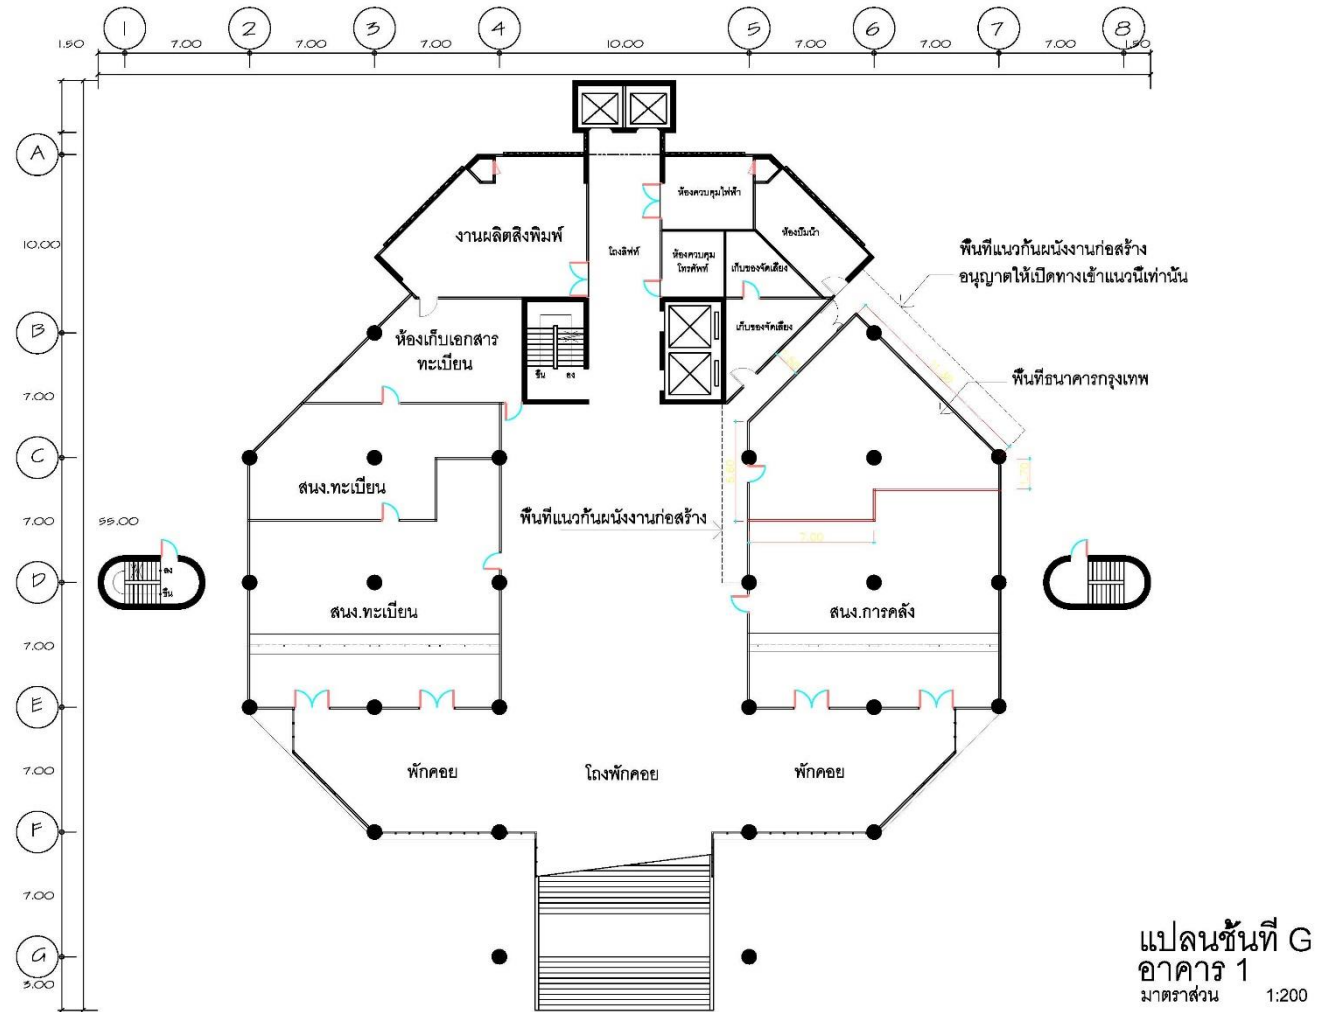 1 2 3 4 5 6 7 8
1.50 7.00 7.00 7.00 10.00 7.00 7.00 7.00 1.50
A
10.00
B
7.00
C
7.00
55.00
D
7.00
E
7.00
F
7.00
G
3.00
งานผลิตสิ่งพิมพ์
โถงลิฟท์
ห้องควบคุมไฟฟ้า
ห้องปั๊มน้ำ
ห้องควบคุม
โทรศัพท์
เก็บของจัดเลี้ยง
เก็บของจัดเลี้ยง
พื้นที่แนวกั้นผนังงานก่อสร้าง
อนุญาตให้เปิดทางเข้าแนวนี้เท่านั้น
ห้องเก็บเอกสาร
ทะเบียน
ขึ้น ลง
พื้นที่ธนาคารกรุงเทพ
สนง.ทะเบียน
5.60
พื้นที่แนวกั้นผนังงานก่อสร้าง
7.00
ลง
ขึ้น
สนง.ทะเบียน
สนง.การคลัง
พักคอย
โถงพักคอย
พักคอย
แปลนชั้นที่ G
อาคาร 1
มาตราส่วน 1:200